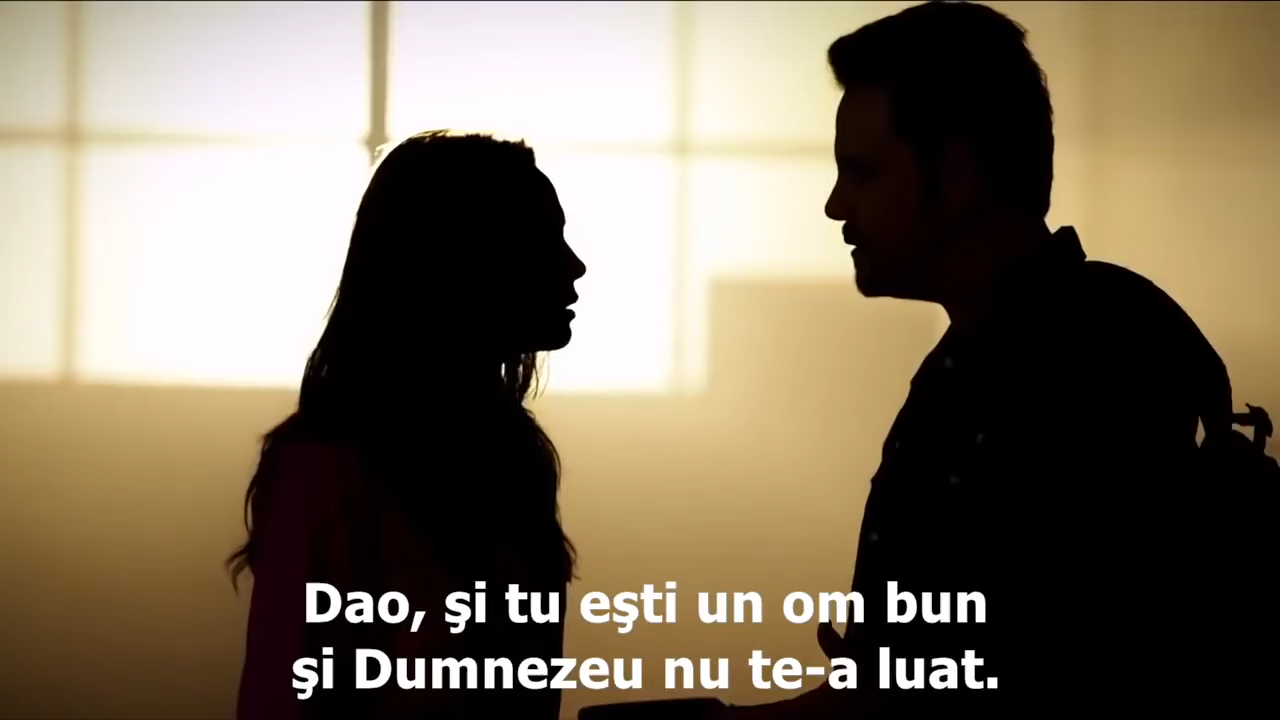 Dao, şi tu eşti un om bun
şi Dumnezeu nu te-a luat.